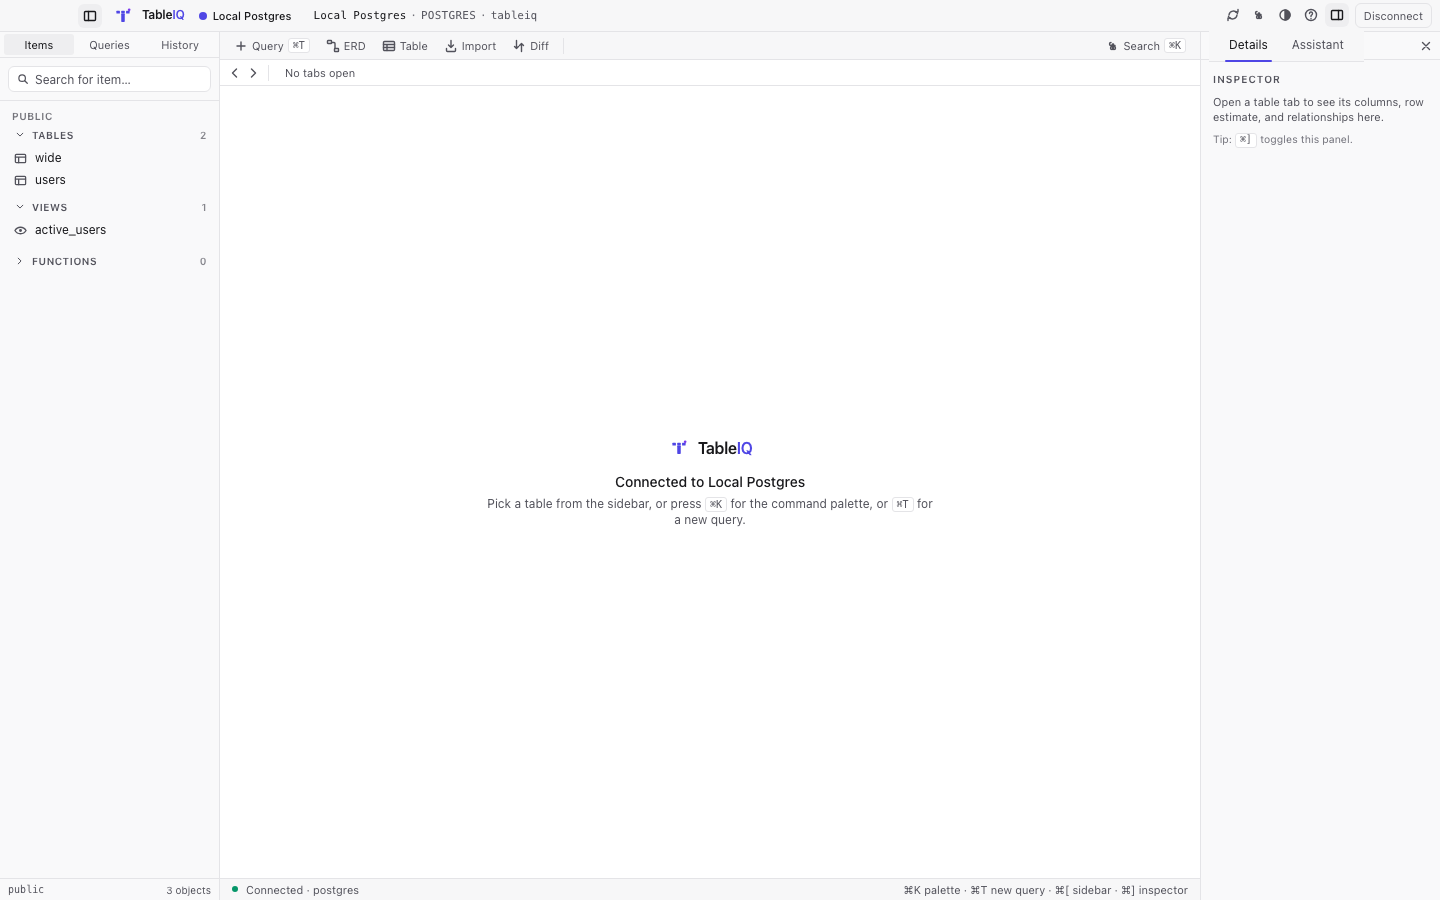 TableIQ Local Postgres Local Postgres · POSTGRES · tableiq Disconnect
Items Queries History
Query ⌘T ERD Table Import Diff Search ⌘K
Details Assistant
Search for item...
No tabs open
INSPECTOR
Open a table tab to see its columns, row
estimate, and relationships here.
Tip: ⌘] toggles this panel.
PUBLIC
TABLES 2
wide
users
VIEWS 1
active_users
FUNCTIONS 0
TableIQ
Connected to Local Postgres
Pick a table from the sidebar, or press ⌘K for the command palette, or ⌘T for
a new query.
public 3 objects
Connected · postgres
⌘K palette · ⌘T new query · ⌘[ sidebar · ⌘] inspector